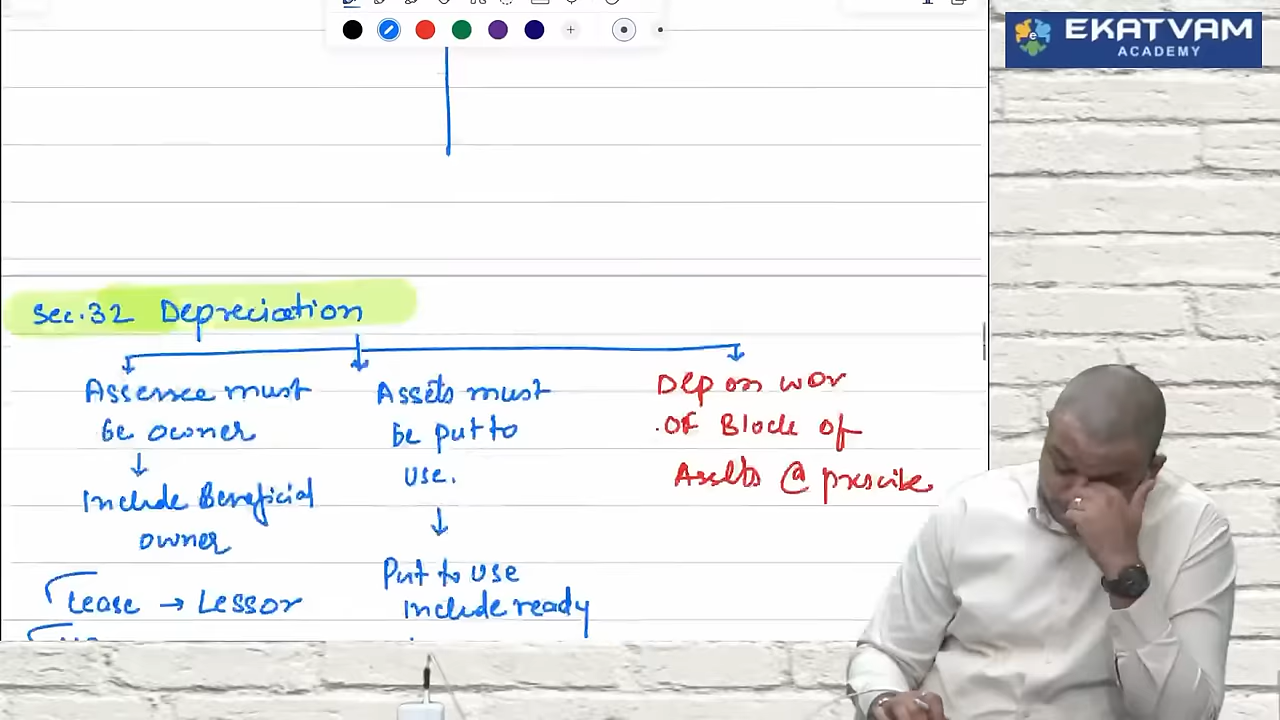 EKATVAM
ACADEMY
Sec.32 Depreciation
Assessee must
be owner
Include Beneficial
owner
Lease → Lessor
Assets must
be put to
use.
Put to use
include ready
Dep on WDV
of Block of
Assets @ prescribe